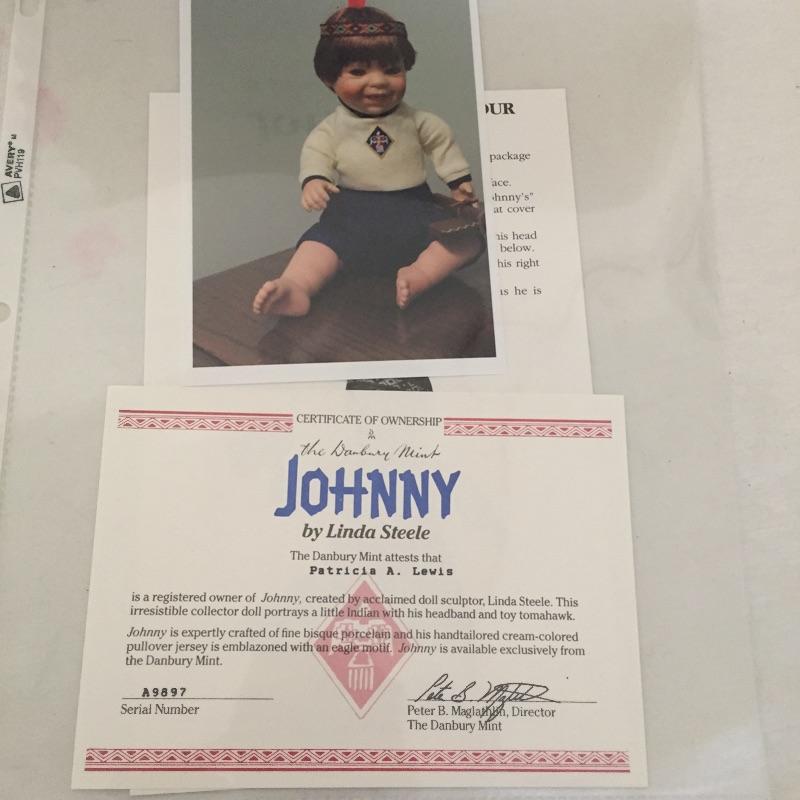 AVERY® M
PVH119
OUR
package
ace.
hnny's"
at cover
his head
below.
his right
as he is
CERTIFICATE OF OWNERSHIP
the Danbury Mint
JOHNNY
by Linda Steele
The Danbury Mint attests that
Patricia A. Lewis
is a registered owner of Johnny, created by acclaimed doll sculptor, Linda Steele. This
irresistible collector doll portrays a little Indian with his headband and toy tomahawk.
Johnny is expertly crafted of fine bisque porcelain and his handtailored cream-colored
pullover jersey is emblazoned with an eagle motif. Johnny is available exclusively from
the Danbury Mint.
A9897
Serial Number
Peter B. Maglathlin
Peter B. Maglathlin, Director
The Danbury Mint